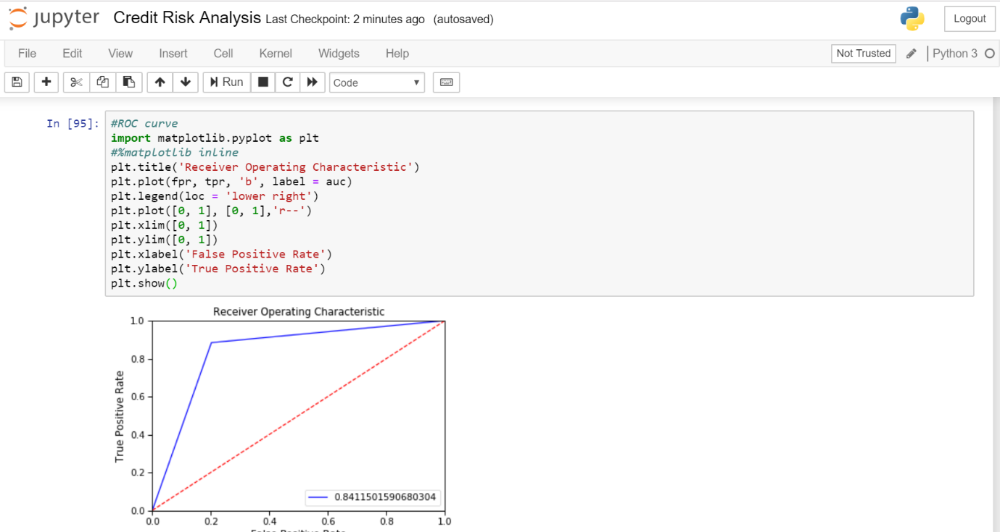 jupyter Credit Risk Analysis Last Checkpoint: 2 minutes ago (autosaved) Logout
File Edit View Insert Cell Kernel Widgets Help Not Trusted Python 3
Run Code
In [95]: #ROC curve
import matplotlib.pyplot as plt
#%matplotlib inline
plt.title('Receiver Operating Characteristic')
plt.plot(fpr, tpr, 'b', label = auc)
plt.legend(loc = 'lower right')
plt.plot([0, 1], [0, 1],'r--')
plt.xlim([0, 1])
plt.ylim([0, 1])
plt.xlabel('False Positive Rate')
plt.ylabel('True Positive Rate')
plt.show()
Receiver Operating Characteristic
1.0
0.8
0.6
0.4
0.2
0.0
True Positive Rate
0.8411501590680304
0.0 0.2 0.4 0.6 0.8 1.0
False Positive Rate